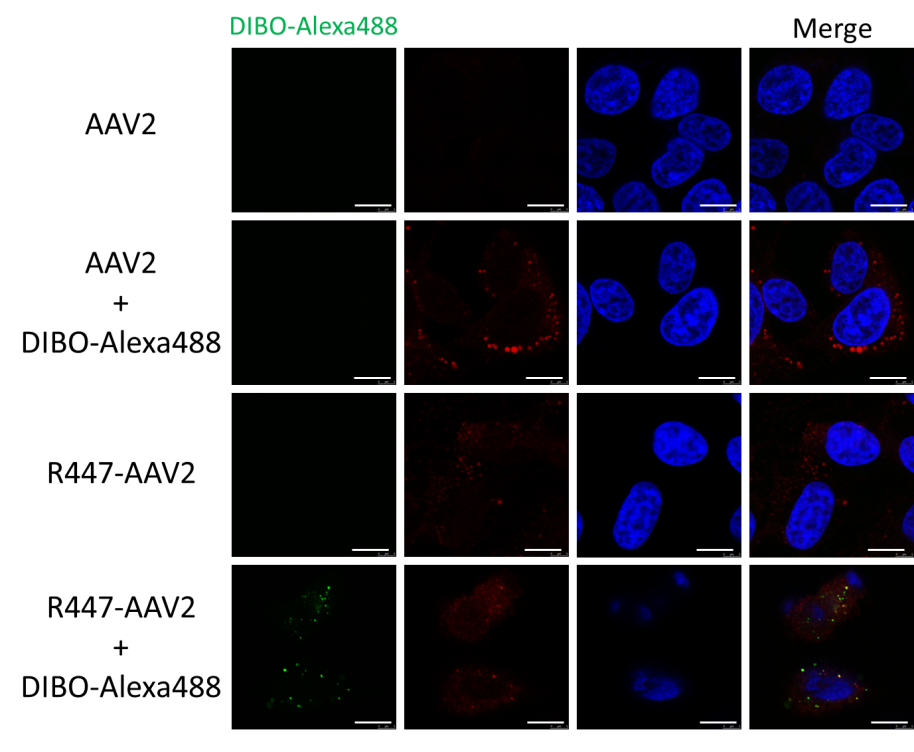 DIBO-Alexa488
Merge
AAV2
AAV2
+
DIBO-Alexa488
R447-AAV2
R447-AAV2
+
DIBO-Alexa488